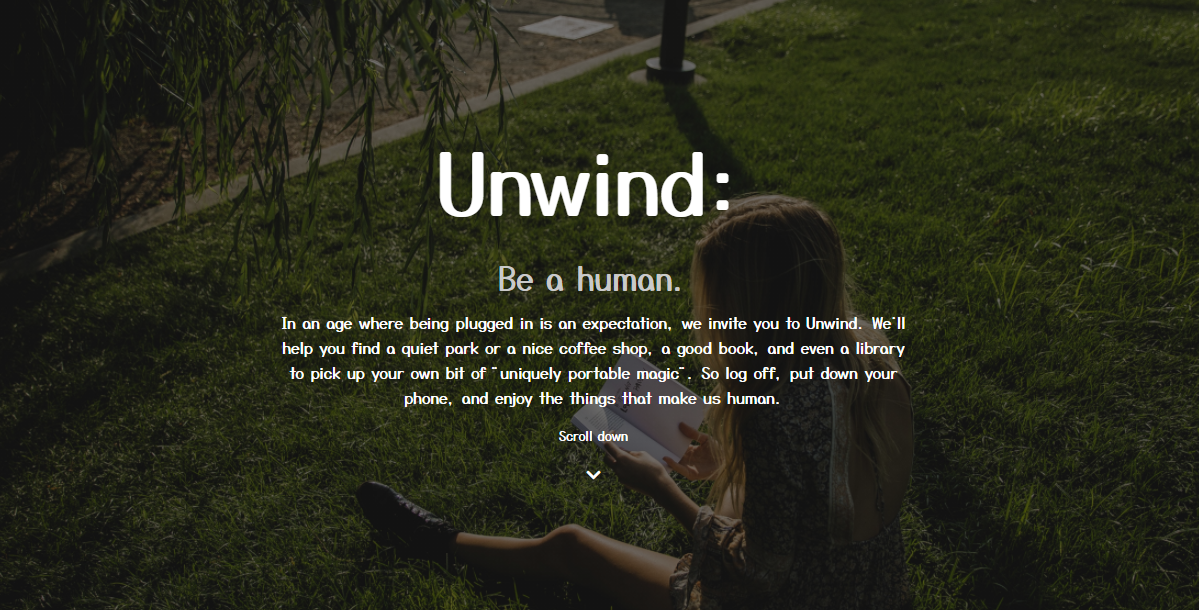 Unwind:
Be a human.
In an age where being plugged in is an expectation, we invite you to Unwind. We'll
help you find a quiet park or a nice coffee shop, a good book, and even a library
to pick up your own bit of "uniquely portable magic". So log off, put down your
phone, and enjoy the things that make us human.
Scroll down